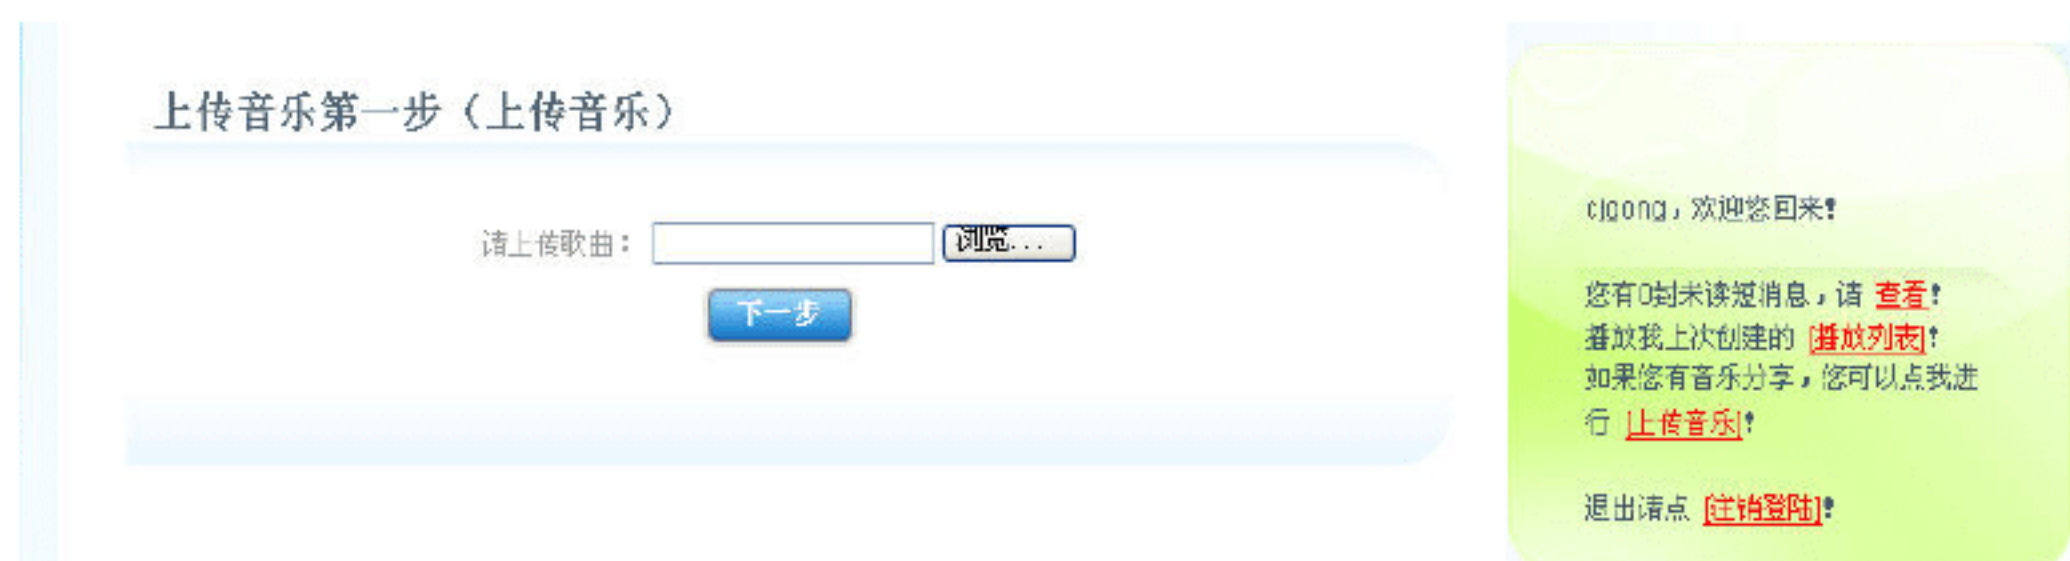 上传音乐第一步（上传音乐）
请上传歌曲： 浏览...
下一步
cjgong，欢迎您回来！
您有0封未读短消息，请 查看！
播放我上次创建的 [播放列表]！
如果您有音乐分享，您可以点我进
行 [上传音乐]！
退出请点 [注销登陆]！